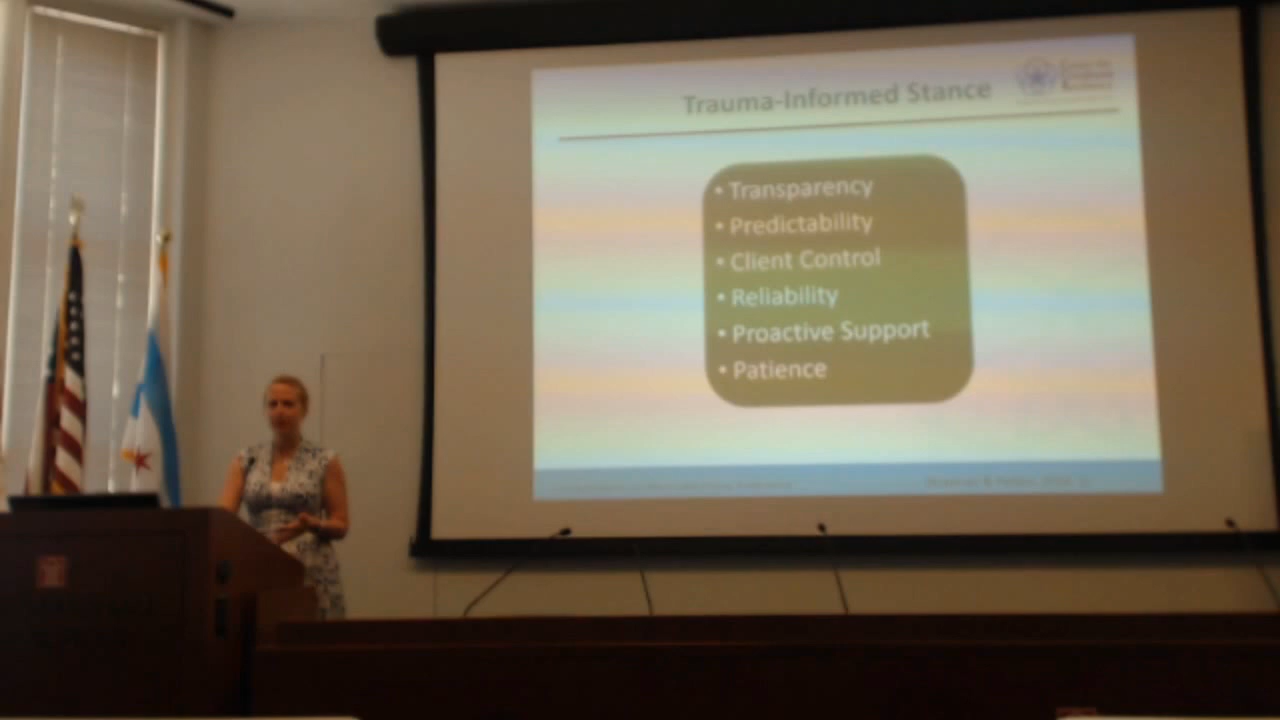 Trauma-Informed Stance
• Transparency
• Predictability
• Client Control
• Reliability
• Proactive Support
• Patience